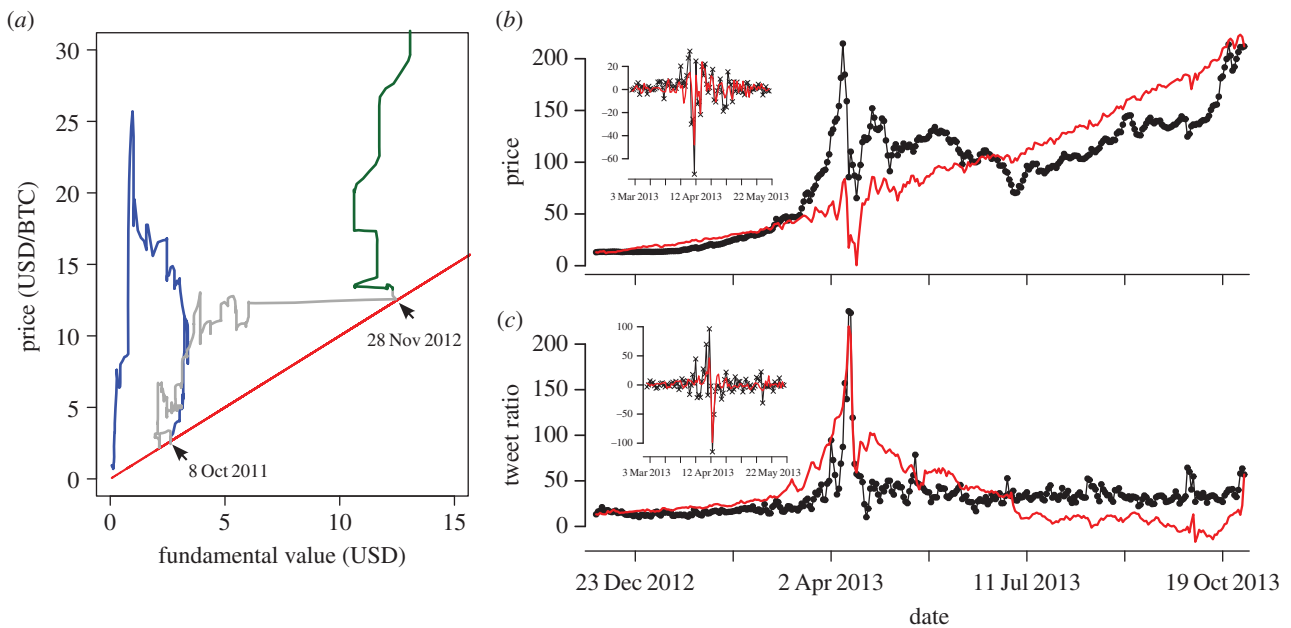 (a)
30
25
20
15
10
5
0
price (USD/BTC)
28 Nov 2012
8 Oct 2011
0 5 10 15
fundamental value (USD)
(b)
200
150
100
50
0
price
20
0
−20
−40
−60
3 Mar 2013 12 Apr 2013 22 May 2013
(c)
200
150
100
50
0
tweet ratio
100
50
0
−50
−100
3 Mar 2013 12 Apr 2013 22 May 2013
23 Dec 2012 2 Apr 2013 11 Jul 2013 19 Oct 2013
date